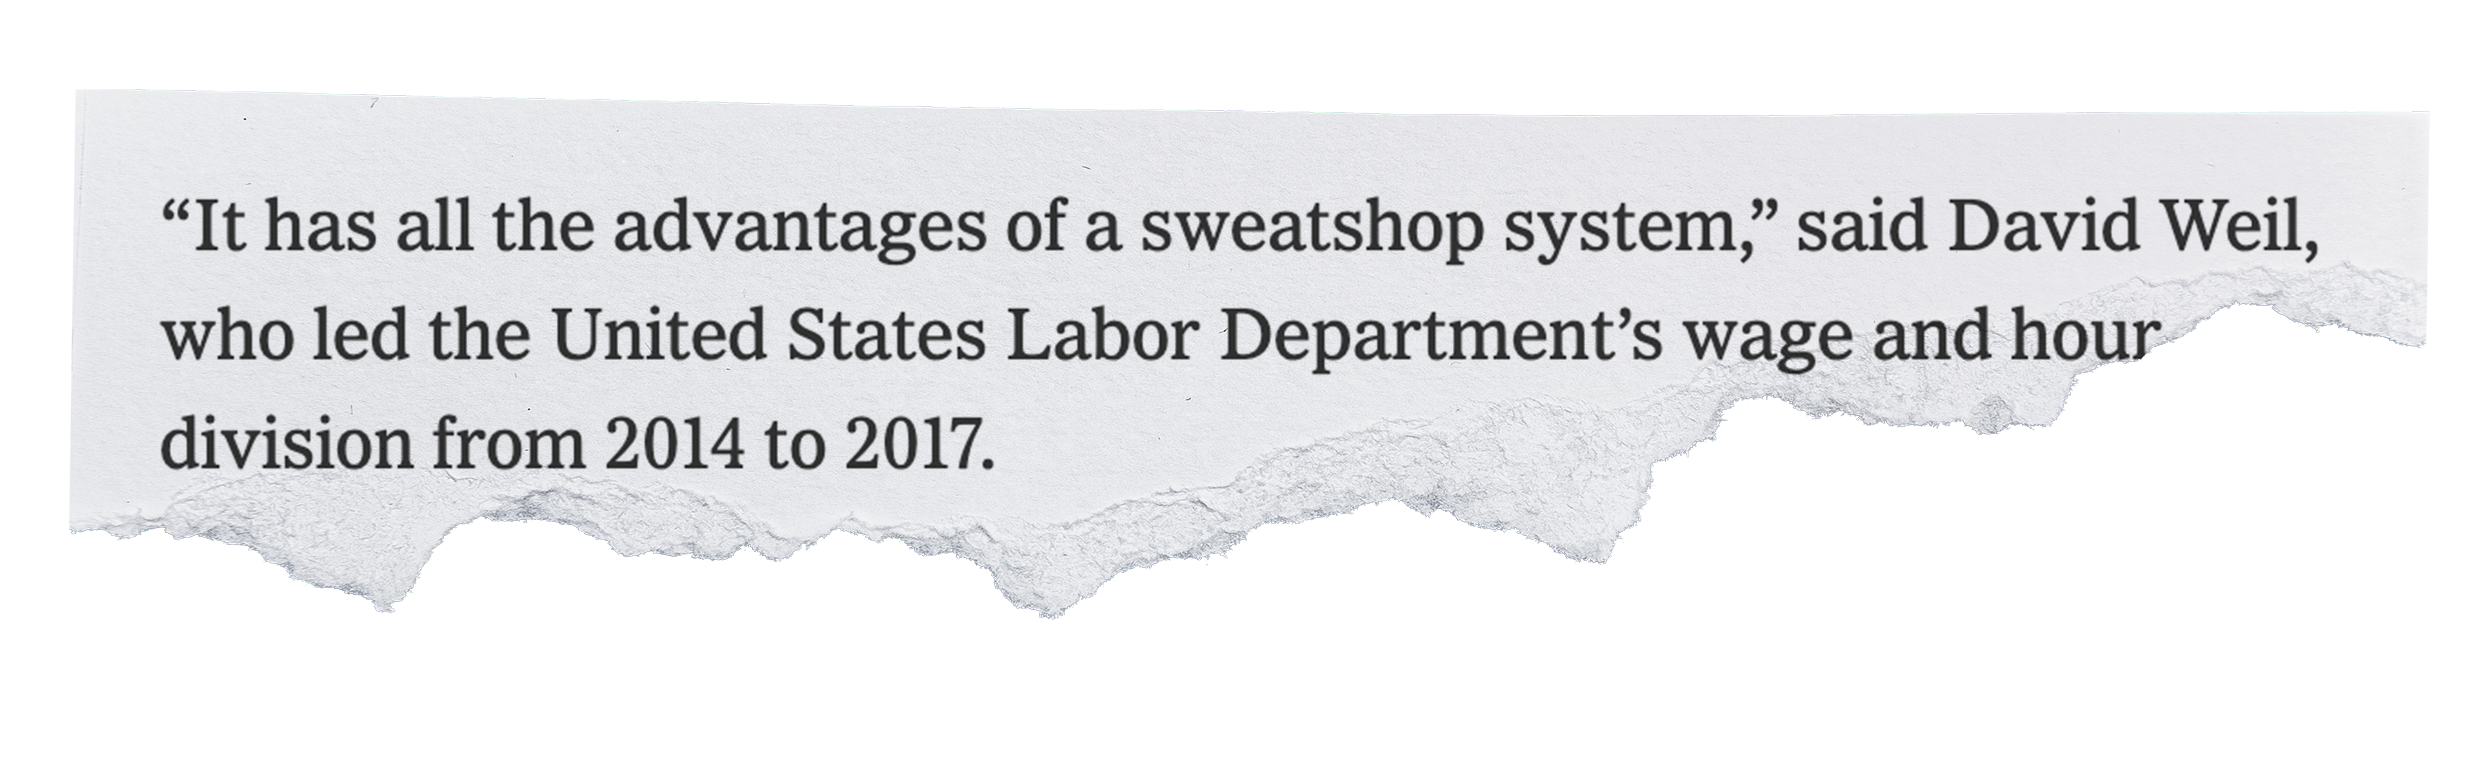 “It has all the advantages of a sweatshop system,” said David Weil,
who led the United States Labor Department’s wage and hour
division from 2014 to 2017.